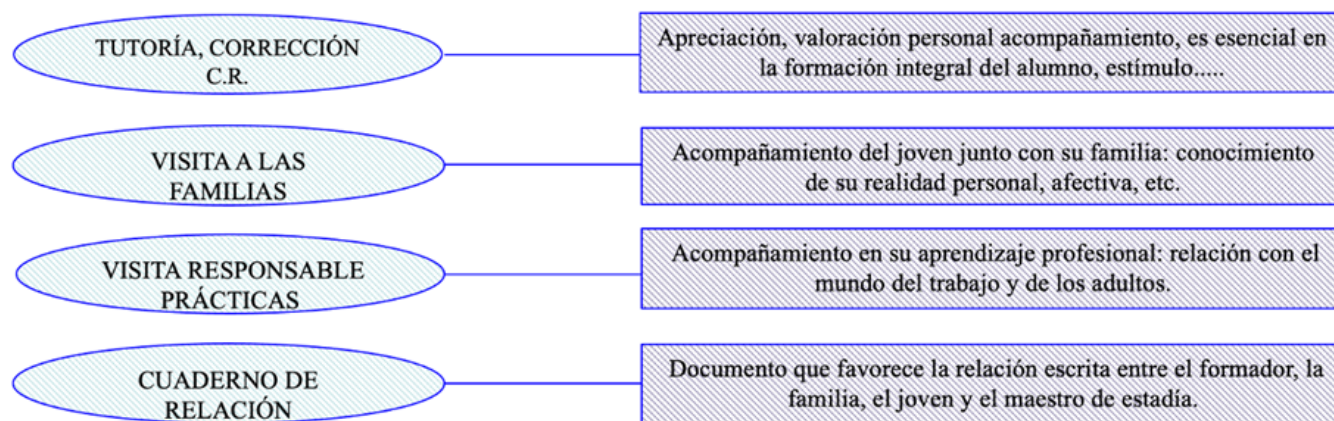 TUTORÍA, CORRECCIÓN
C.R.
Apreciación, valoración personal acompañamiento, es esencial en
la formación integral del alumno, estímulo.....
VISITA A LAS
FAMILIAS
Acompañamiento del joven junto con su familia: conocimiento
de su realidad personal, afectiva, etc.
VISITA RESPONSABLE
PRÁCTICAS
Acompañamiento en su aprendizaje profesional: relación con el
mundo del trabajo y de los adultos.
CUADERNO DE
RELACIÓN
Documento que favorece la relación escrita entre el formador, la
familia, el joven y el maestro de estadía.